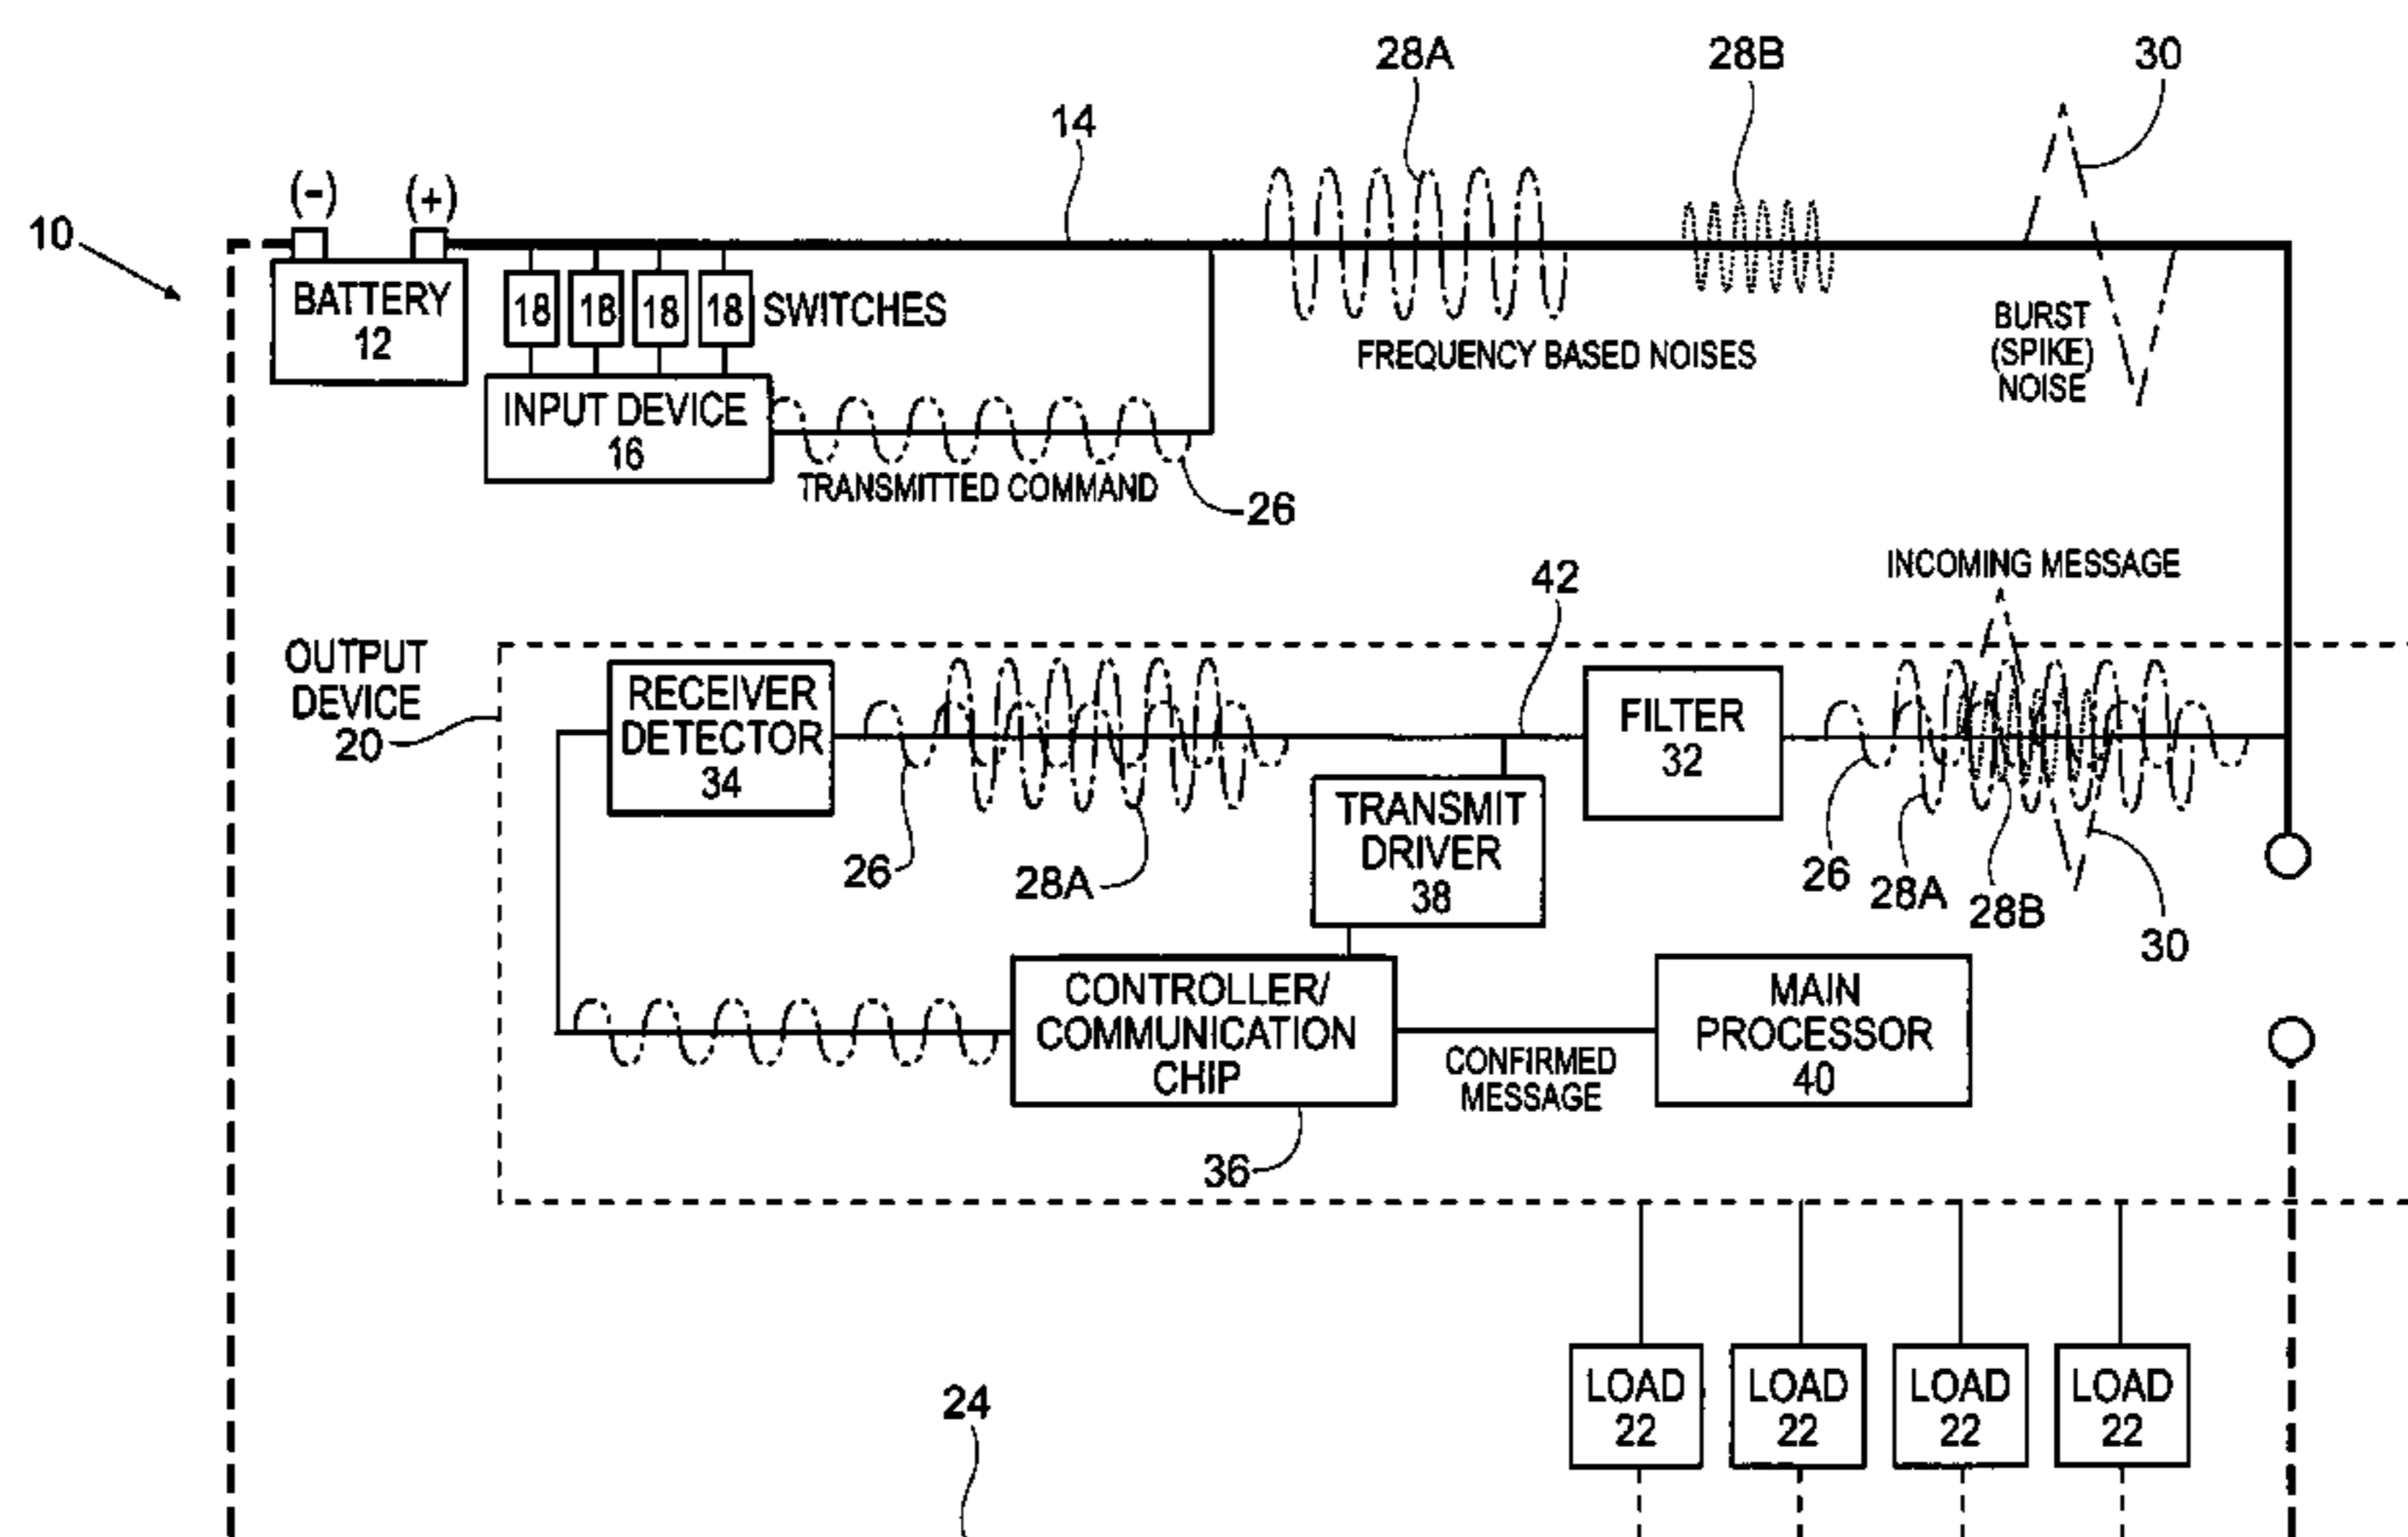 28A
28B
30
14
(-)
(+)
10
BATTERY
12
18
18
18
18
SWITCHES
INPUT DEVICE
16
TRANSMITTED COMMAND
26
FREQUENCY BASED NOISES
BURST
(SPIKE)
NOISE
INCOMING MESSAGE
42
OUTPUT
DEVICE
20
RECEIVER
DETECTOR
34
26
28A
TRANSMIT
DRIVER
38
FILTER
32
26
28A
28B
30
CONTROLLER/
COMMUNICATION
CHIP
36
CONFIRMED
MESSAGE
MAIN
PROCESSOR
40
24
LOAD
22
LOAD
22
LOAD
22
LOAD
22